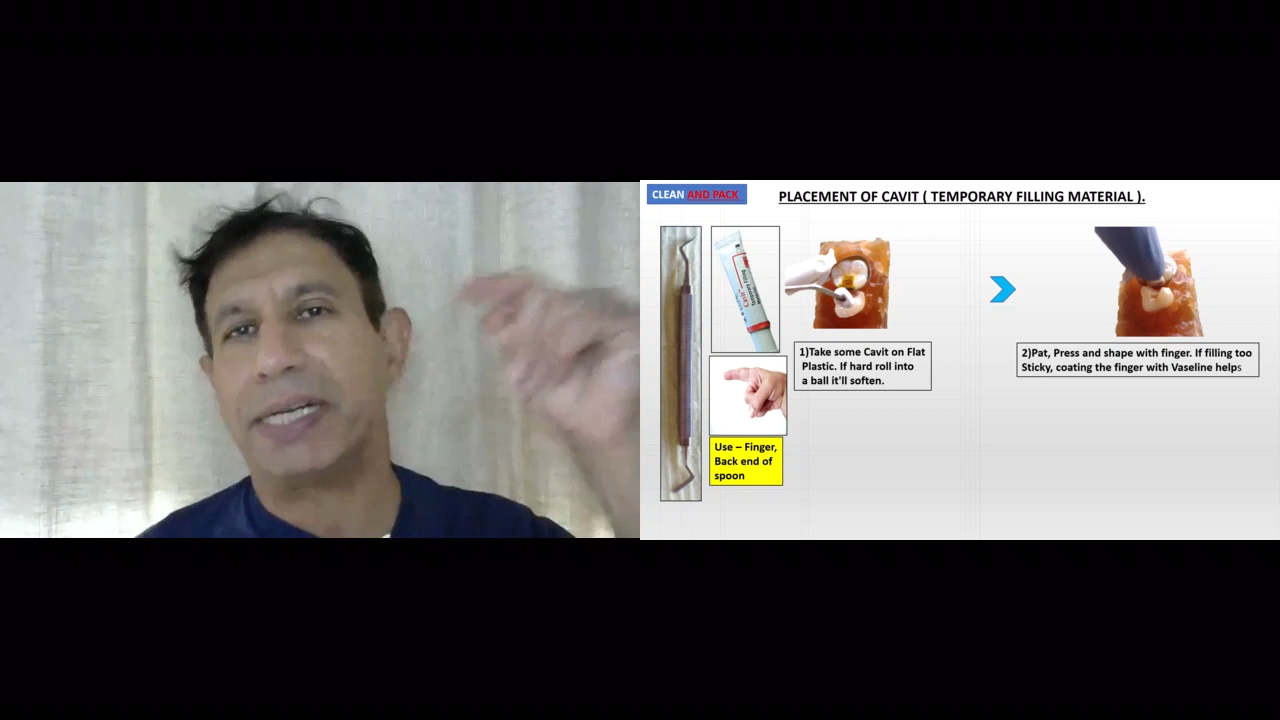 CLEAN AND PACK
PLACEMENT OF CAVIT ( TEMPORARY FILLING MATERIAL ).
1)Take some Cavit on Flat
Plastic. If hard roll into
a ball it'll soften.
2)Pat, Press and shape with finger. If filling too
Sticky, coating the finger with Vaseline helps
Use – Finger,
Back end of
spoon